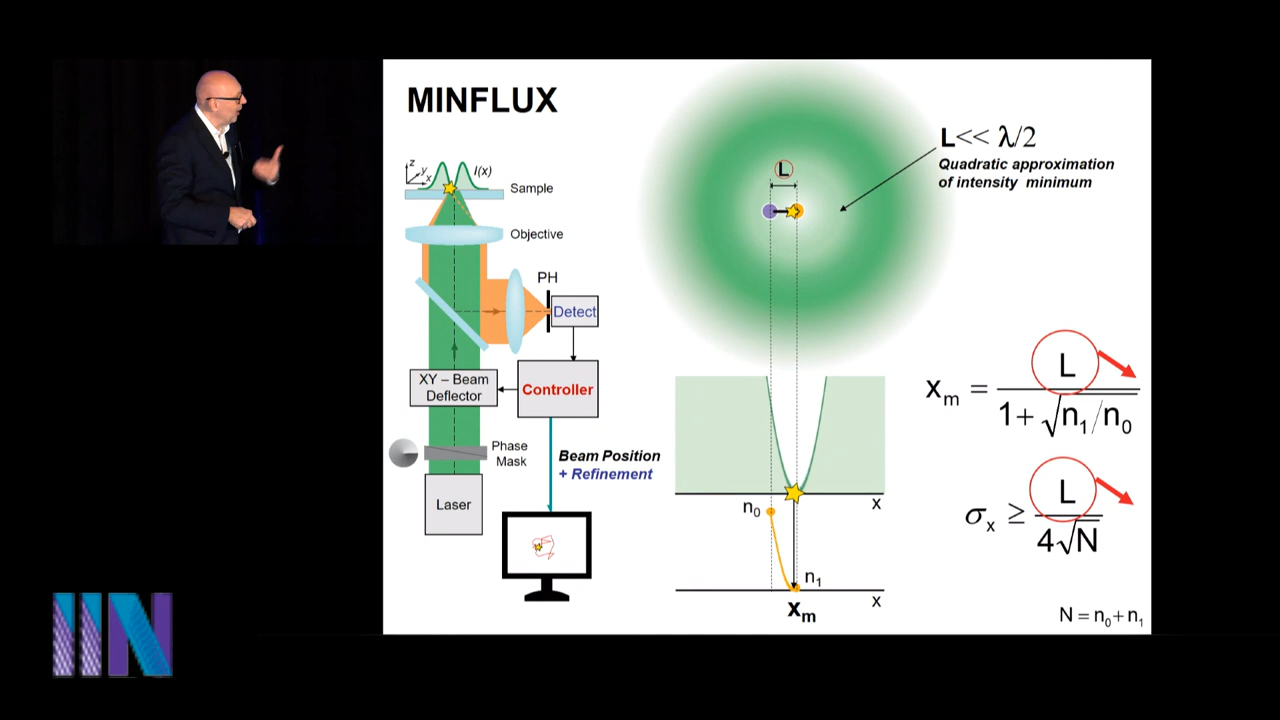 MINFLUX
z
y
x
I(x)
Sample
Objective
PH
Detect
XY – Beam
Deflector
Controller
Phase
Mask
Beam Position
+ Refinement
Laser
L
L<< λ/2
Quadratic approximation
of intensity minimum
x
n₀
n₁
x
xₘ
xₘ = L / (1+ √n₁/n₀)
σₓ ≥ L / (4√N)
N = n₀+ n₁
IIN